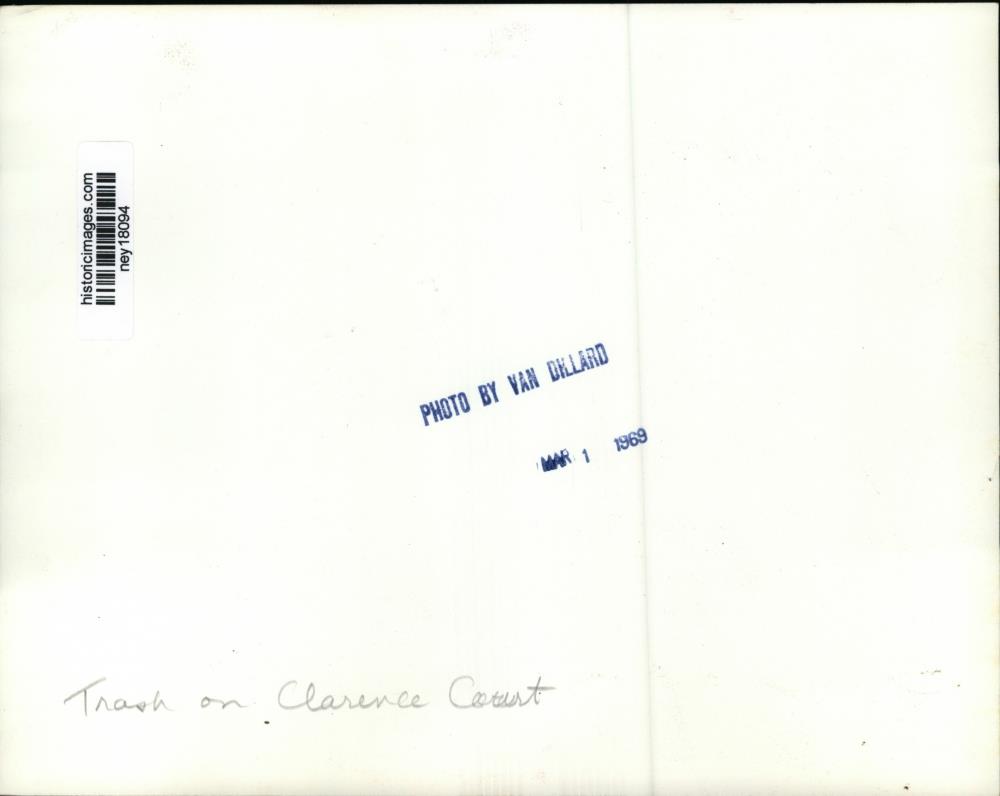 historicimages.com
ney18094
PHOTO BY VAN DILLARD
MAR 1 1969
Trash on Clarence Court